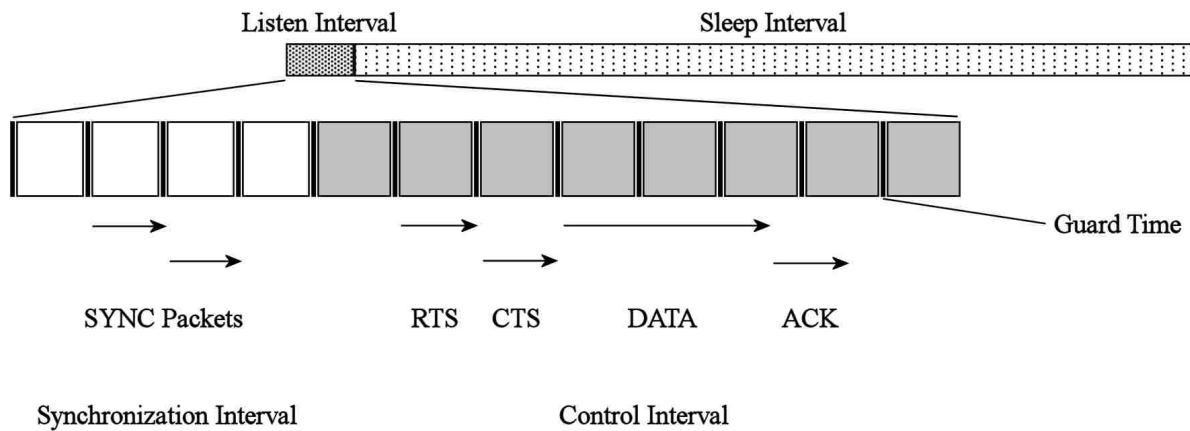 Listen Interval
Sleep Interval
Guard Time
SYNC Packets
RTS
CTS
DATA
ACK
Synchronization Interval
Control Interval